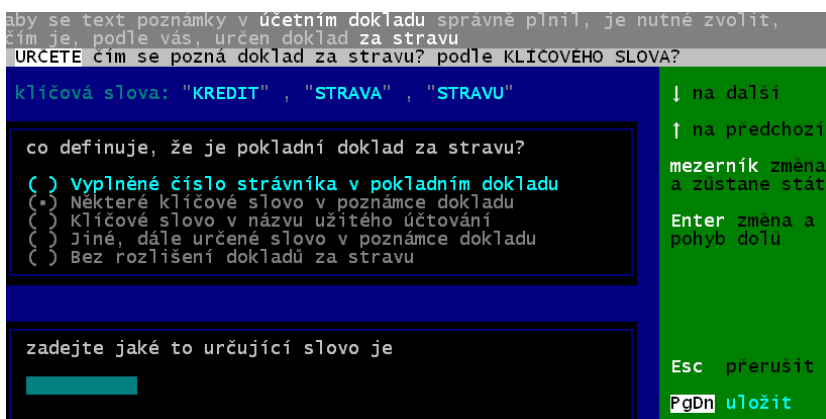 aby se text poznámky v účetním dokladu správně plnil, je nutné zvolit,
čím je, podle vás, určen doklad za stravu
URČETE čím se pozná doklad za stravu? podle KLÍČOVÉHO SLOVA?
klíčová slova: "KREDIT" , "STRAVA" , "STRAVU"
co definuje, že je pokladní doklad za stravu?
( ) Vyplněné číslo strávníka v pokladním dokladu
(•) Některé klíčové slovo v poznámce dokladu
( ) Klíčové slovo v názvu užitého účtování
( ) Jiné, dále určené slovo v poznámce dokladu
( ) Bez rozlišení dokladů za stravu
zadejte jaké to určující slovo je
↓ na další
↑ na předchozí
mezerník změna
a zůstane stát
Enter změna a
pohyb dolů
Esc přerušit
PgDn uložit